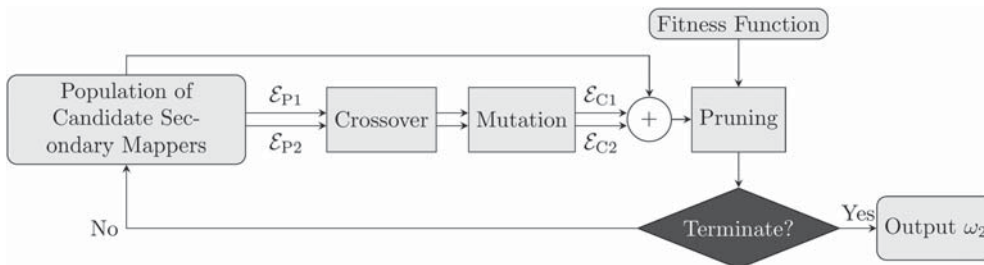 Fitness Function
Population of
Candidate Sec-
ondary Mappers
ℰP1
ℰP2
Crossover
Mutation
ℰC1
ℰC2
+
Pruning
Terminate?
No
Yes
Output ω2